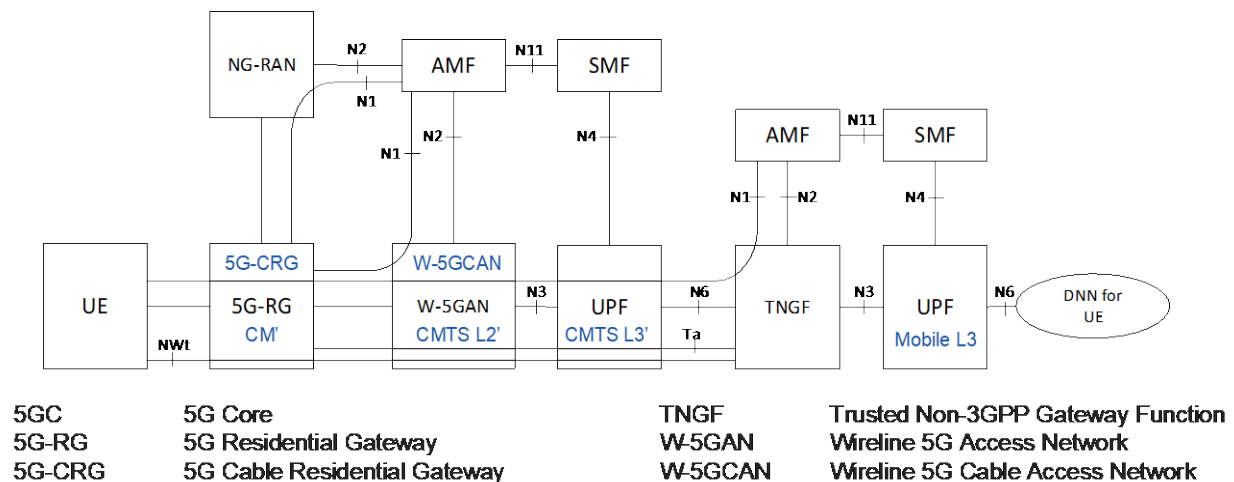 NG-RAN
N2
AMF
N11
SMF
N1
N1
N2
N4
AMF
N11
SMF
N1
N2
N4
UE
5G-CRG
5G-RG
CM'
W-5GCAN
W-5GAN
CMTS L2'
N3
UPF
CMTS L3'
N6
TNGF
N3
UPF
Mobile L3
N6
DNN for
UE
NWt
Ta
5GC 5G Core TNGF Trusted Non-3GPP Gateway Function
5G-RG 5G Residential Gateway W-5GAN Wireline 5G Access Network
5G-CRG 5G Cable Residential Gateway W-5GCAN Wireline 5G Cable Access Network